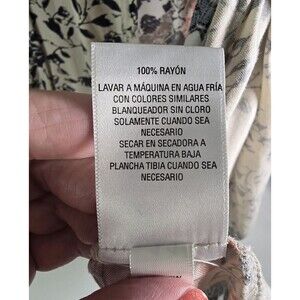 100% RAYÓN
LAVAR A MÁQUINA EN AGUA FRÍA
CON COLORES SIMILARES
BLANQUEADOR SIN CLORO
SOLAMENTE CUANDO SEA
NECESARIO
SECAR EN SECADORA A
TEMPERATURA BAJA
PLANCHA TIBIA CUANDO SEA
NECESARIO